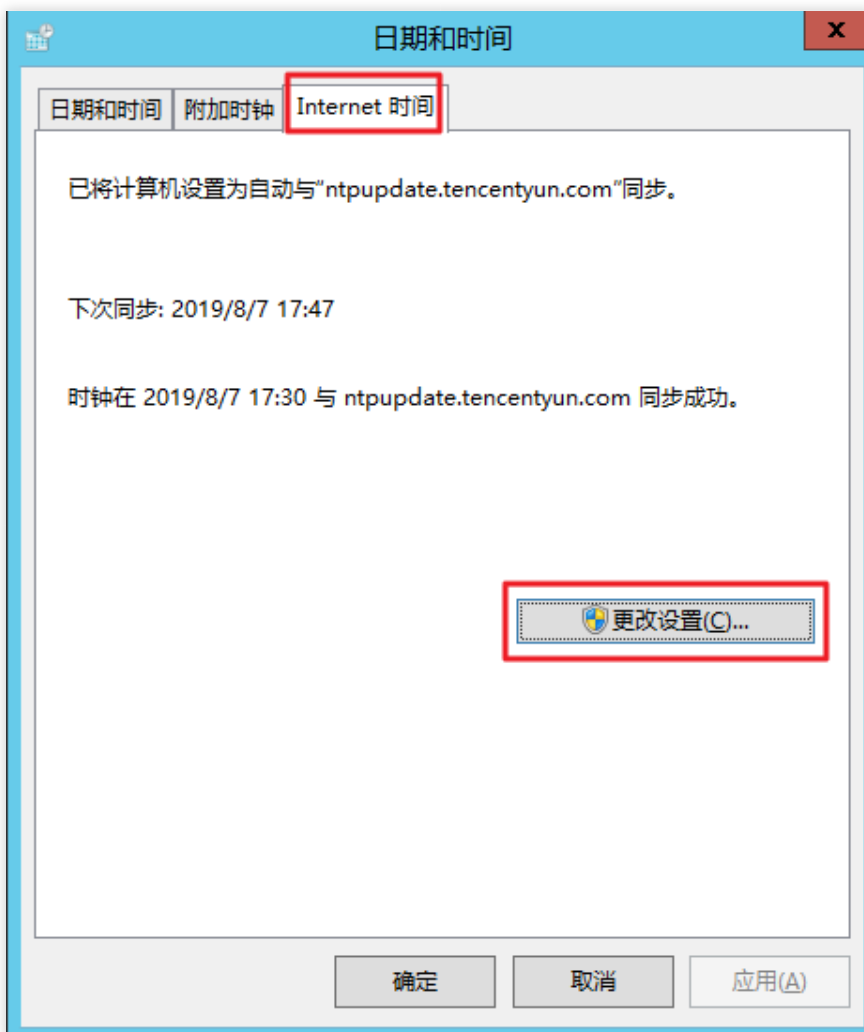 日期和时间
x
日期和时间 附加时钟 Internet 时间
已将计算机设置为自动与“ntpupdate.tencentyun.com”同步。
下次同步: 2019/8/7 17:47
时钟在 2019/8/7 17:30 与 ntpupdate.tencentyun.com 同步成功。
更改设置(C)...
确定 取消 应用(A)